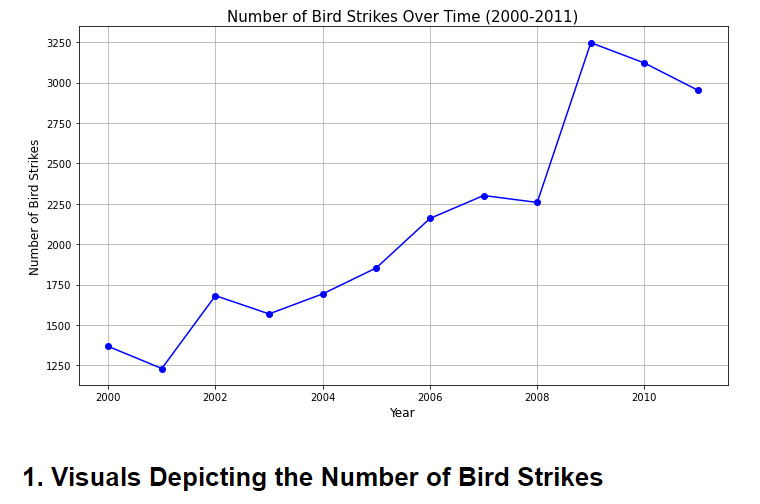 Number of Bird Strikes Over Time (2000-2011)
3250
3000
2750
2500
2250
2000
1750
1500
1250
Number of Bird Strikes
2000 2002 2004 2006 2008 2010
Year
1. Visuals Depicting the Number of Bird Strikes